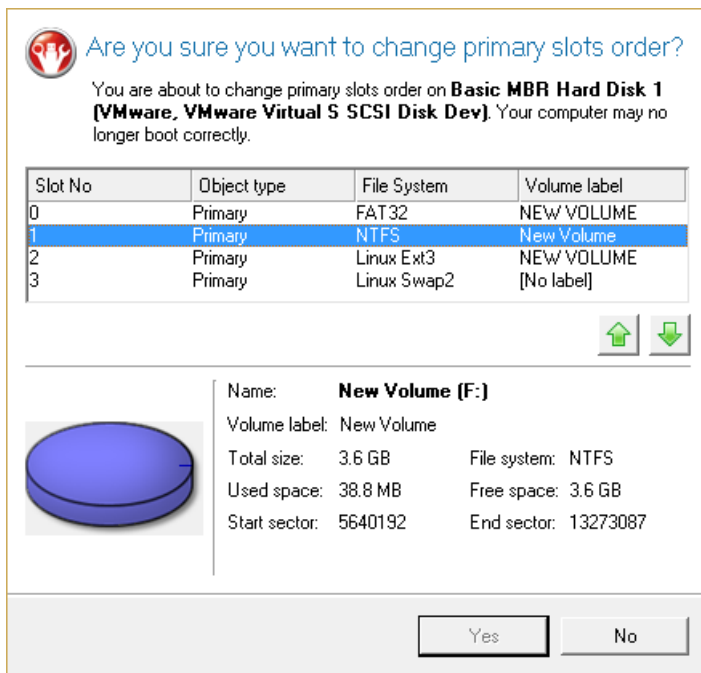 Are you sure you want to change primary slots order?
You are about to change primary slots order on Basic MBR Hard Disk 1
(VMware, VMware Virtual S SCSI Disk Dev). Your computer may no
longer boot correctly.
Slot No Object type File System Volume label
0 Primary FAT32 NEW VOLUME
1 Primary NTFS New Volume
2 Primary Linux Ext3 NEW VOLUME
3 Primary Linux Swap2 [No label]
Name: New Volume (F:)
Volume label: New Volume
Total size: 3.6 GB File system: NTFS
Used space: 38.8 MB Free space: 3.6 GB
Start sector: 5640192 End sector: 13273087
Yes No